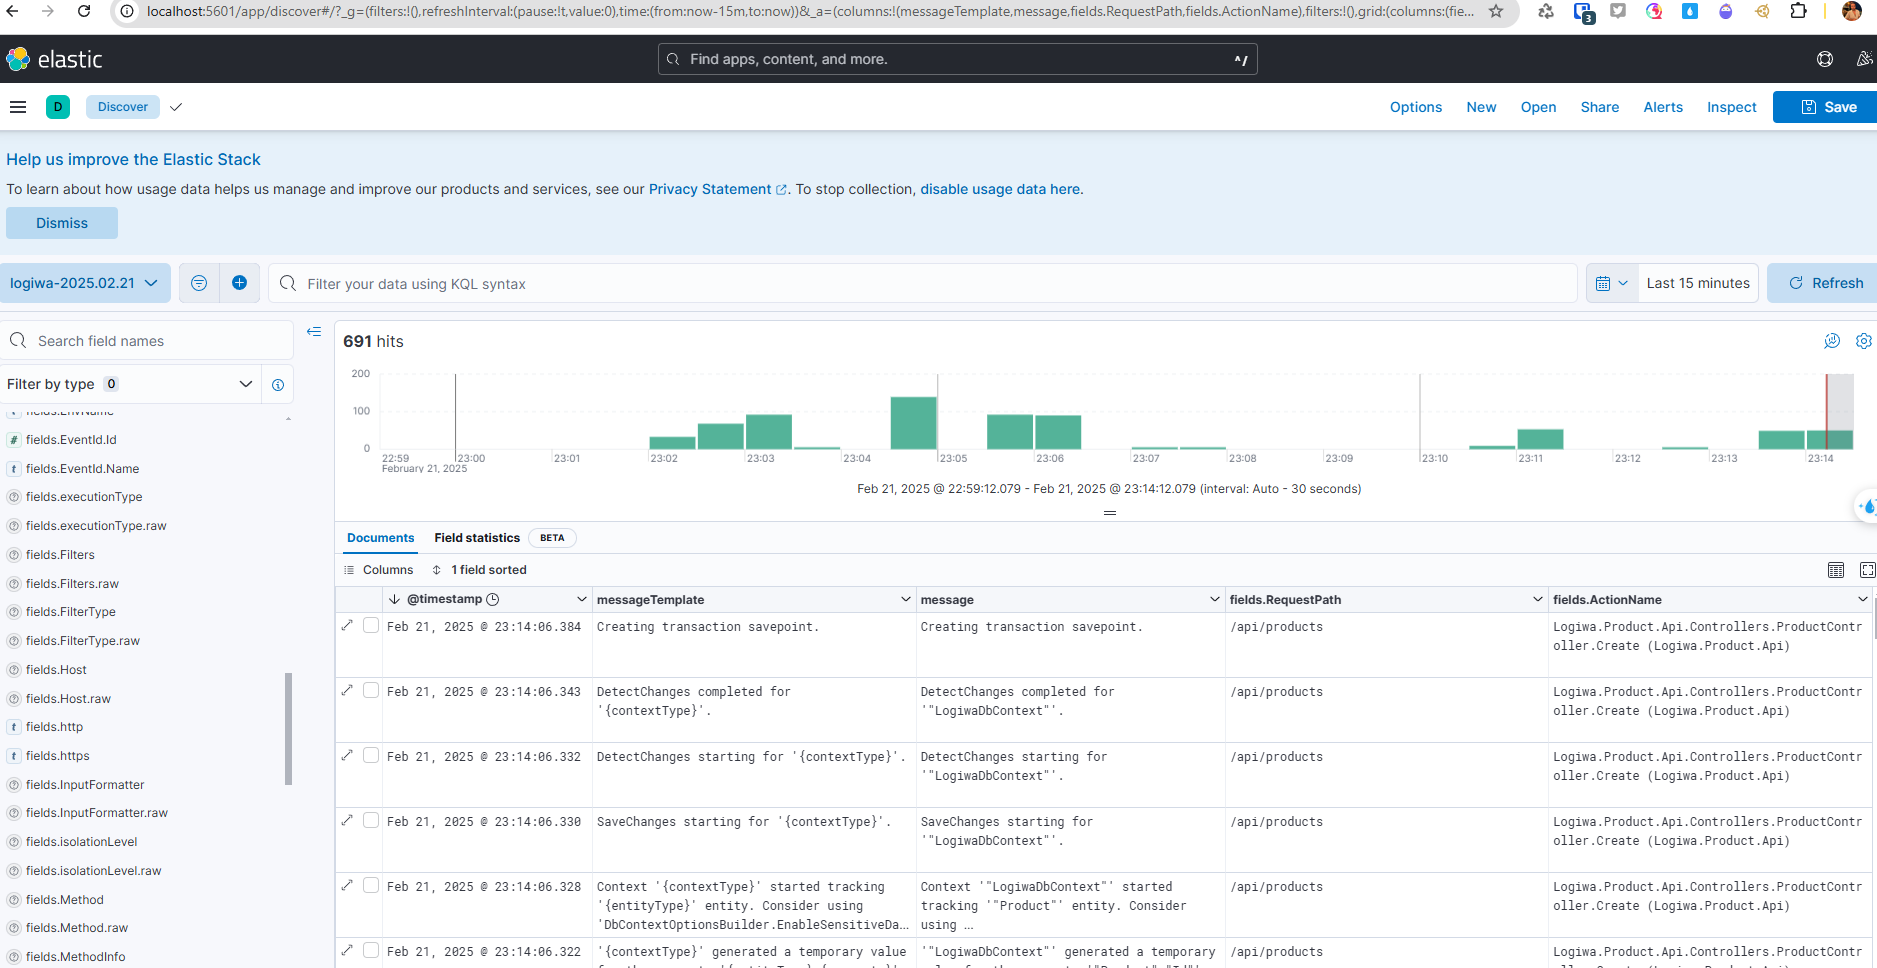 localhost:5601/app/discover#/?_g=(filters:!(),refreshInterval:(pause:!t,value:0),time:(from:now-15m,to:now))&_a=(columns:!(messageTemplate,message,fields.RequestPath,fields.ActionName),filters:!(),grid:(columns:(fie...
3
elastic
Find apps, content, and more.
^/
D
Discover
Options
New
Open
Share
Alerts
Inspect
Save
Help us improve the Elastic Stack
To learn about how usage data helps us manage and improve our products and services, see our Privacy Statement. To stop collection, disable usage data here.
Dismiss
logiwa-2025.02.21
Filter your data using KQL syntax
Last 15 minutes
Refresh
Search field names
Filter by type 0
fields.EnvName
# fields.EventId.Id
t fields.EventId.Name
fields.executionType
fields.executionType.raw
fields.Filters
fields.Filters.raw
fields.FilterType
fields.FilterType.raw
fields.Host
fields.Host.raw
t fields.http
t fields.https
fields.InputFormatter
fields.InputFormatter.raw
fields.isolationLevel
fields.isolationLevel.raw
fields.Method
fields.Method.raw
fields.MethodInfo
691 hits
200
100
0
22:59 23:00 23:01 23:02 23:03 23:04 23:05 23:06 23:07 23:08 23:09 23:10 23:11 23:12 23:13 23:14
February 21, 2025
Feb 21, 2025 @ 22:59:12.079 - Feb 21, 2025 @ 23:14:12.079 (interval: Auto - 30 seconds)
Documents
Field statistics
BETA
Columns
1 field sorted
@timestamp
messageTemplate
message
fields.RequestPath
fields.ActionName
Feb 21, 2025 @ 23:14:06.384
Creating transaction savepoint.
Creating transaction savepoint.
/api/products
Logiwa.Product.Api.Controllers.ProductContr
oller.Create (Logiwa.Product.Api)
Feb 21, 2025 @ 23:14:06.343
DetectChanges completed for
'{contextType}'.
DetectChanges completed for
'"LogiwaDbContext"'.
/api/products
Logiwa.Product.Api.Controllers.ProductContr
oller.Create (Logiwa.Product.Api)
Feb 21, 2025 @ 23:14:06.332
DetectChanges starting for '{contextType}'.
DetectChanges starting for
'"LogiwaDbContext"'.
/api/products
Logiwa.Product.Api.Controllers.ProductContr
oller.Create (Logiwa.Product.Api)
Feb 21, 2025 @ 23:14:06.330
SaveChanges starting for '{contextType}'.
SaveChanges starting for
'"LogiwaDbContext"'.
/api/products
Logiwa.Product.Api.Controllers.ProductContr
oller.Create (Logiwa.Product.Api)
Feb 21, 2025 @ 23:14:06.328
Context '{contextType}' started tracking
'{entityType}' entity. Consider using
'DbContextOptionsBuilder.EnableSensitiveDa...
Context '"LogiwaDbContext"' started
tracking '"Product"' entity. Consider
using ...
/api/products
Logiwa.Product.Api.Controllers.ProductContr
oller.Create (Logiwa.Product.Api)
Feb 21, 2025 @ 23:14:06.322
'{contextType}' generated a temporary value
'"LogiwaDbContext"' generated a temporary
/api/products
Logiwa.Product.Api.Controllers.ProductContr
oller.Create (Logiwa.Product.Api)